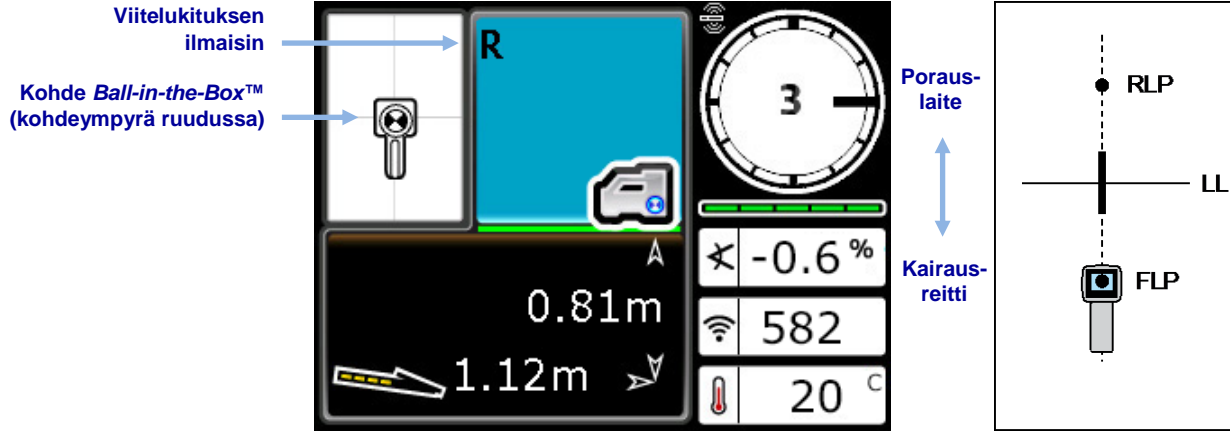 Viitelukituksen
ilmaisin
Kohde Ball-in-the-Box™
(kohdeympyrä ruudussa)
R
3
0.81m
1.12m
-0.6 %
582
20 C
Poraus-
laite
Kairaus-
reitti
RLP
LL
FLP